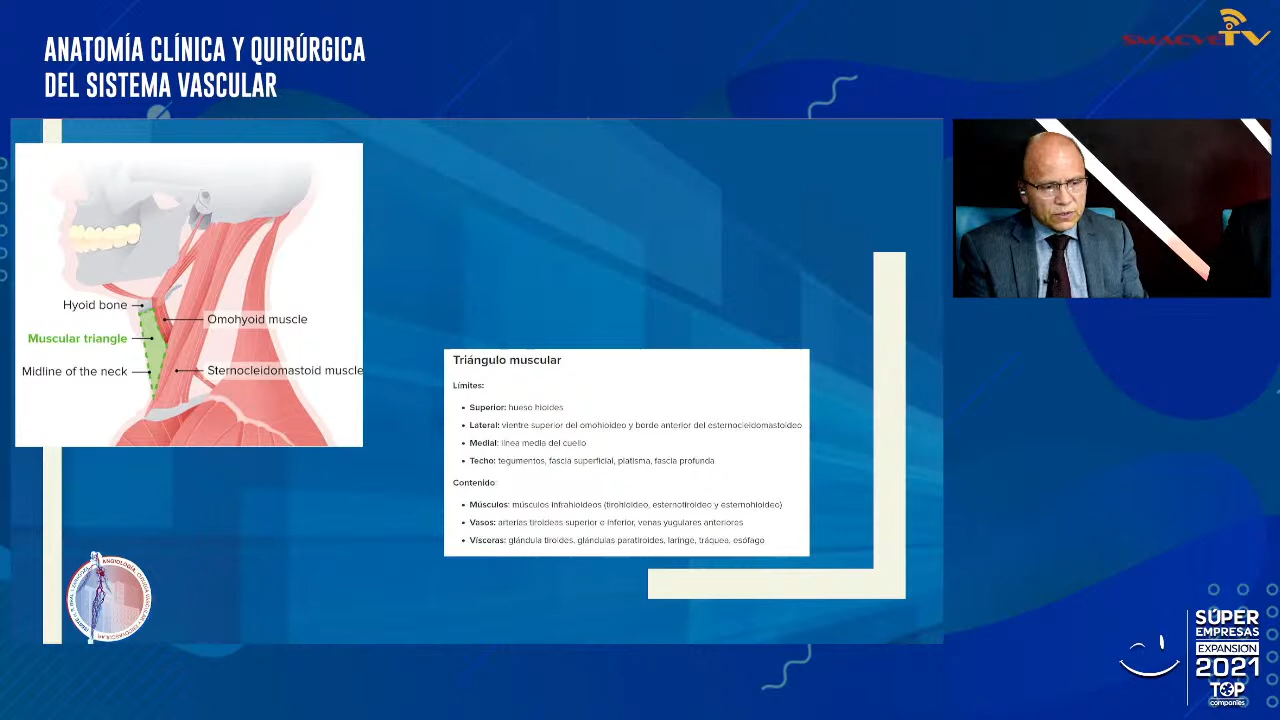 ANATOMÍA CLÍNICA Y QUIRÚRGICA
DEL SISTEMA VASCULAR
SMACVETV
Hyoid bone
Omohyoid muscle
Muscular triangle
Midline of the neck
Sternocleidomastoid muscle
Triángulo muscular
Límites:
• Superior: hueso hioides
• Lateral: vientre superior del omohioideo y borde anterior del esternocleidomastoideo
• Medial: línea media del cuello
• Techo: tegumentos, fascia superficial, platisma, fascia profunda
Contenido:
• Músculos: músculos infrahioideos (tirohioideo, esternotiroideo y esternohioideo)
• Vasos: arterias tiroideas superior e inferior, venas yugulares anteriores
• Vísceras: glándula tiroides, glándulas paratiroides, laringe, tráquea, esófago
ANGIOLOGÍA
SÚPER
EMPRESAS
EXPANSIÓN
2021
TOP
companies